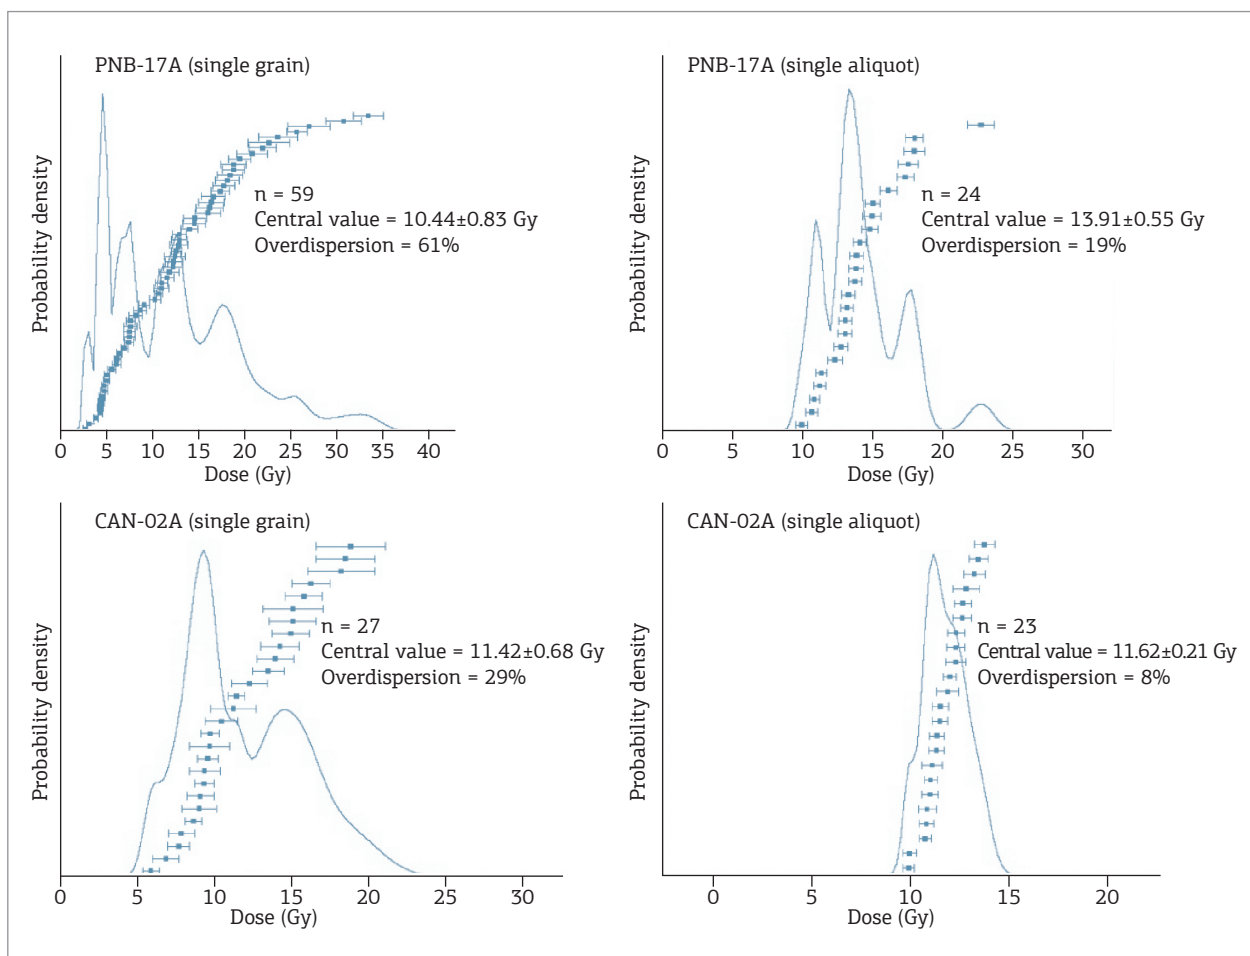 PNB-17A (single grain)
Probability density
n = 59
Central value = 10.44±0.83 Gy
Overdispersion = 61%
0 5 10 15 20 25 30 35 40
Dose (Gy)
PNB-17A (single aliquot)
Probability density
n = 24
Central value = 13.91±0.55 Gy
Overdispersion = 19%
0 5 10 15 20 25 30
Dose (Gy)
CAN-02A (single grain)
Probability density
n = 27
Central value = 11.42±0.68 Gy
Overdispersion = 29%
0 5 10 15 20 25 30
Dose (Gy)
CAN-02A (single aliquot)
Probability density
n = 23
Central value = 11.62±0.21 Gy
Overdispersion = 8%
0 5 10 15 20
Dose (Gy)